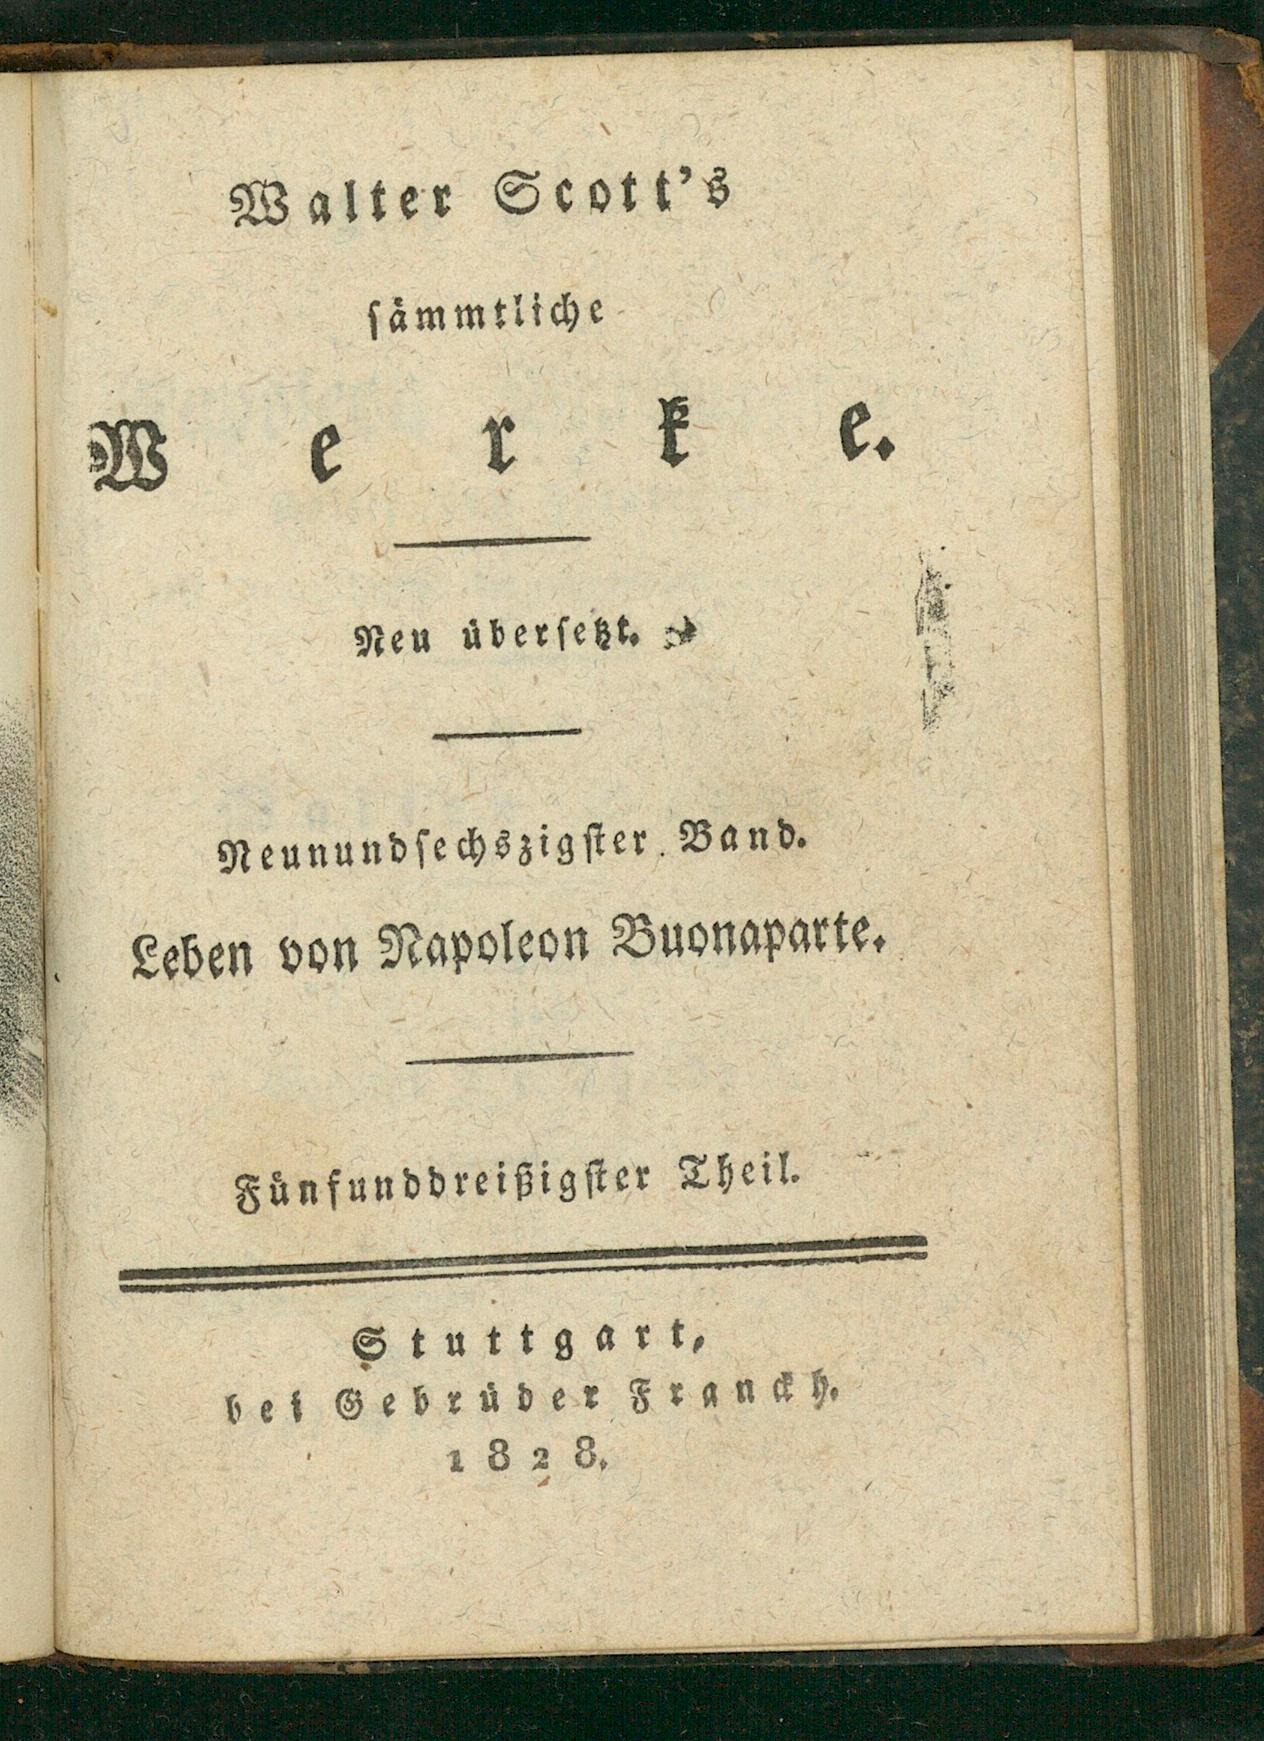 Walter Scott's
sämmtliche
Werke.
Neu übersetzt.
Neunundsechszigster Band.
Leben von Napoleon Buonaparte.
Fünfunddreißigster Theil.
Stuttgart,
bei Gebrüder Franckh.
1828.